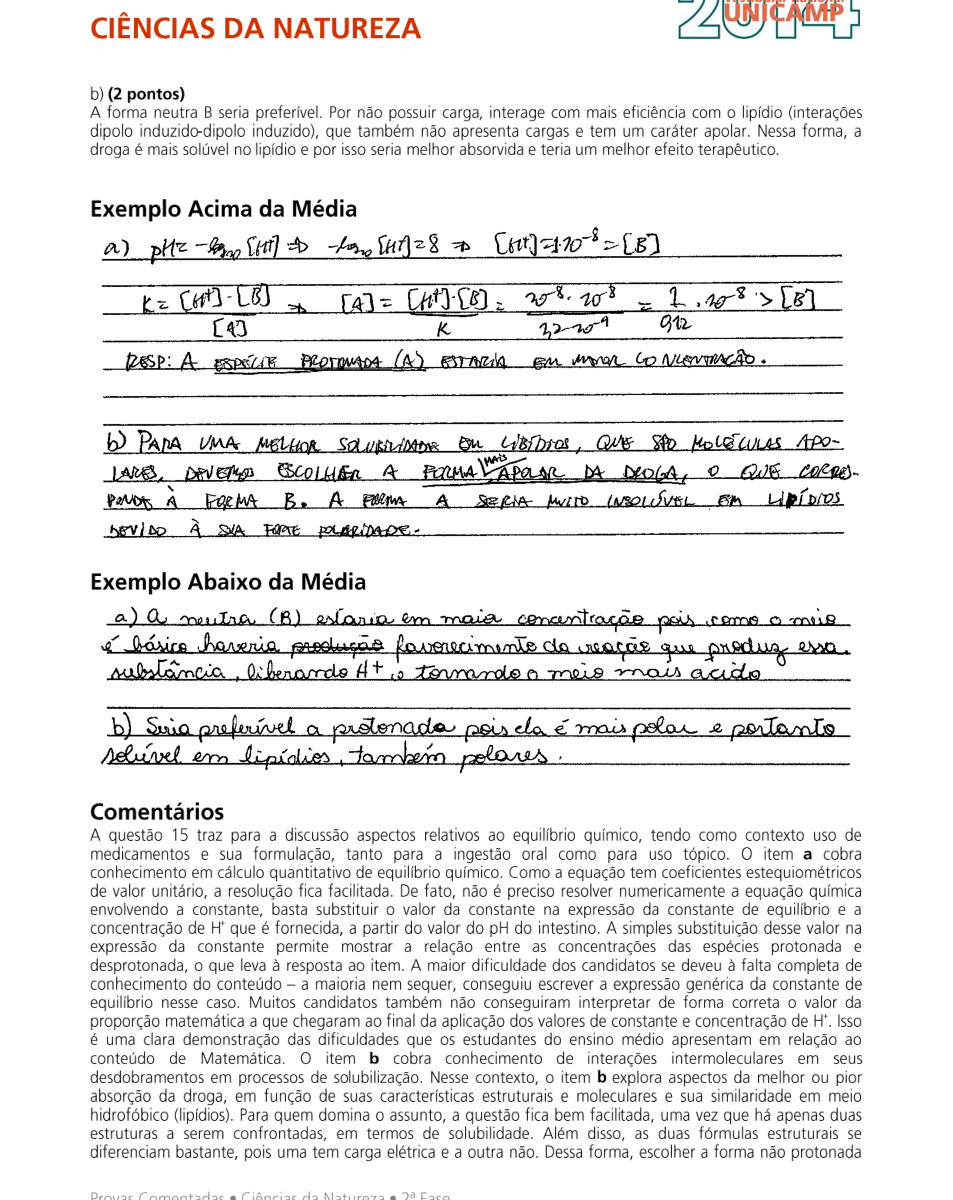 CIÊNCIAS DA NATUREZA
2014
UNICAMP
b) (2 pontos)
A forma neutra B seria preferível. Por não possuir carga, interage com mais eficiência com o lipídio (interações
dipolo induzido-dipolo induzido), que também não apresenta cargas e tem um caráter apolar. Nessa forma, a
droga é mais solúvel no lipídio e por isso seria melhor absorvida e teria um melhor efeito terapêutico.
Exemplo Acima da Média
a) pH = -log₁₀ [H+] ⇒ -log₁₀ [H+] = 8 ⇒ [H+] = 1·10⁻⁸ = [B]
K = [H+]·[B] / [A] ⇒ [A] = [H+]·[B] / K = 10⁻⁸·10⁻⁸ / 1,2·10⁻⁹ = 1 / 0,12 · 10⁻⁸ > [B]
RESP: A ESPÉCIE PROTONADA (A) ESTARIA EM MAIOR CONCENTRAÇÃO.
b) PARA UMA MELHOR SOLUBILIDADE EM LIBÍDIOS, QUE SÃO MOLÉCULAS APO-
LARES, DEVEMOS ESCOLHER A FORMA MAIS APOLAR DA DROGA, O QUE CORRES-
PONDE À FORMA B. A FORMA A SERIA MUITO INSOLÚVEL EM LIPÍDIOS
DEVIDO À SUA FORTE POLARIDADE.
Exemplo Abaixo da Média
a) A neutra (B) estaria em maior concentração pois como o meio
é básico haveria produção favorecimento da reação que produz essa
substância, liberando H+ e tornando o meio mais acido
b) Seria preferível a protonada pois ela é mais polar e portanto
solúvel em lipídios, também polares.
Comentários
A questão 15 traz para a discussão aspectos relativos ao equilíbrio químico, tendo como contexto uso de
medicamentos e sua formulação, tanto para a ingestão oral como para uso tópico. O item a cobra
conhecimento em cálculo quantitativo de equilíbrio químico. Como a equação tem coeficientes estequiométricos
de valor unitário, a resolução fica facilitada. De fato, não é preciso resolver numericamente a equação química
envolvendo a constante, basta substituir o valor da constante na expressão da constante de equilíbrio e a
concentração de H⁺ que é fornecida, a partir do valor do pH do intestino. A simples substituição desse valor na
expressão da constante permite mostrar a relação entre as concentrações das espécies protonada e
desprotonada, o que leva à resposta ao item. A maior dificuldade dos candidatos se deveu à falta completa de
conhecimento do conteúdo – a maioria nem sequer, conseguiu escrever a expressão genérica da constante de
equilíbrio nesse caso. Muitos candidatos também não conseguiram interpretar de forma correta o valor da
proporção matemática a que chegaram ao final da aplicação dos valores de constante e concentração de H⁺. Isso
é uma clara demonstração das dificuldades que os estudantes do ensino médio apresentam em relação ao
conteúdo de Matemática. O item b cobra conhecimento de interações intermoleculares em seus
desdobramentos em processos de solubilização. Nesse contexto, o item b explora aspectos da melhor ou pior
absorção da droga, em função de suas características estruturais e moleculares e sua similaridade em meio
hidrofóbico (lipídios). Para quem domina o assunto, a questão fica bem facilitada, uma vez que há apenas duas
estruturas a serem confrontadas, em termos de solubilidade. Além disso, as duas fórmulas estruturais se
diferenciam bastante, pois uma tem carga elétrica e a outra não. Dessa forma, escolher a forma não protonada
Provas Comentadas • Ciências da Natureza • 2ª Fase